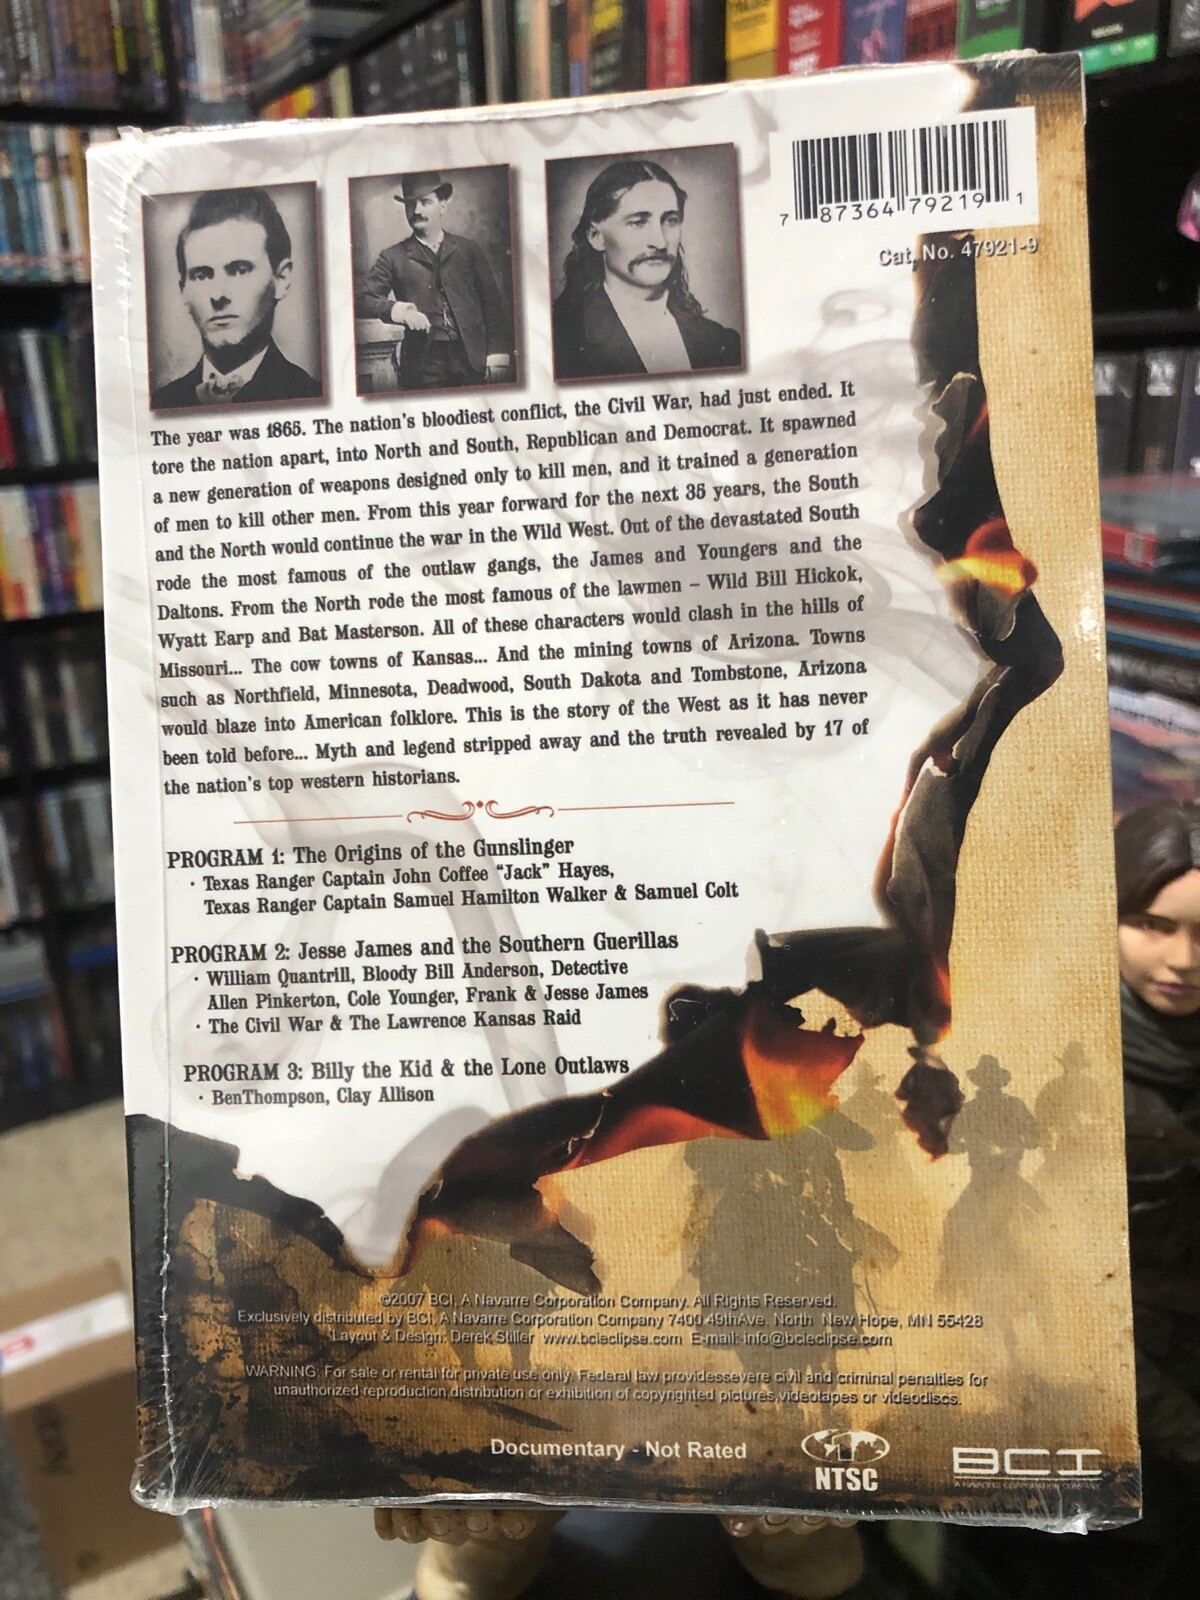 7 87364 79219 1
Cat. No. 47921-9
The year was 1865. The nation's bloodiest conflict, the Civil War, had just ended. It
tore the nation apart, into North and South, Republican and Democrat. It spawned
a new generation of weapons designed only to kill men, and it trained a generation
of men to kill other men. From this year forward for the next 35 years, the South
and the North would continue the war in the Wild West. Out of the devastated South
rode the most famous of the outlaw gangs, the James and Youngers and the
Daltons. From the North rode the most famous of the lawmen – Wild Bill Hickok,
Wyatt Earp and Bat Masterson. All of these characters would clash in the hills of
Missouri... The cow towns of Kansas... And the mining towns of Arizona. Towns
such as Northfield, Minnesota, Deadwood, South Dakota and Tombstone, Arizona
would blaze into American folklore. This is the story of the West as it has never
been told before... Myth and legend stripped away and the truth revealed by 17 of
the nation's top western historians.
PROGRAM 1: The Origins of the Gunslinger
· Texas Ranger Captain John Coffee "Jack" Hayes,
Texas Ranger Captain Samuel Hamilton Walker & Samuel Colt
PROGRAM 2: Jesse James and the Southern Guerillas
· William Quantrill, Bloody Bill Anderson, Detective
Allen Pinkerton, Cole Younger, Frank & Jesse James
· The Civil War & The Lawrence Kansas Raid
PROGRAM 3: Billy the Kid & the Lone Outlaws
· BenThompson, Clay Allison
©2007 BCI, A Navarre Corporation Company. All Rights Reserved.
Exclusively distributed by BCI, A Navarre Corporation Company 7400 49thAve. North New Hope, MN 55428
Layout & Design: Derek Stiller www.bcieclipse.com E-mail: info@bcieclipse.com
WARNING: For sale or rental for private use only. Federal law providessevere civil and criminal penalties for
unauthorized reproduction,distribution or exhibition of copyrighted pictures,videotapes or videodiscs.
Documentary - Not Rated
NTSC
BCI
A NAVARRE CORPORATION COMPANY